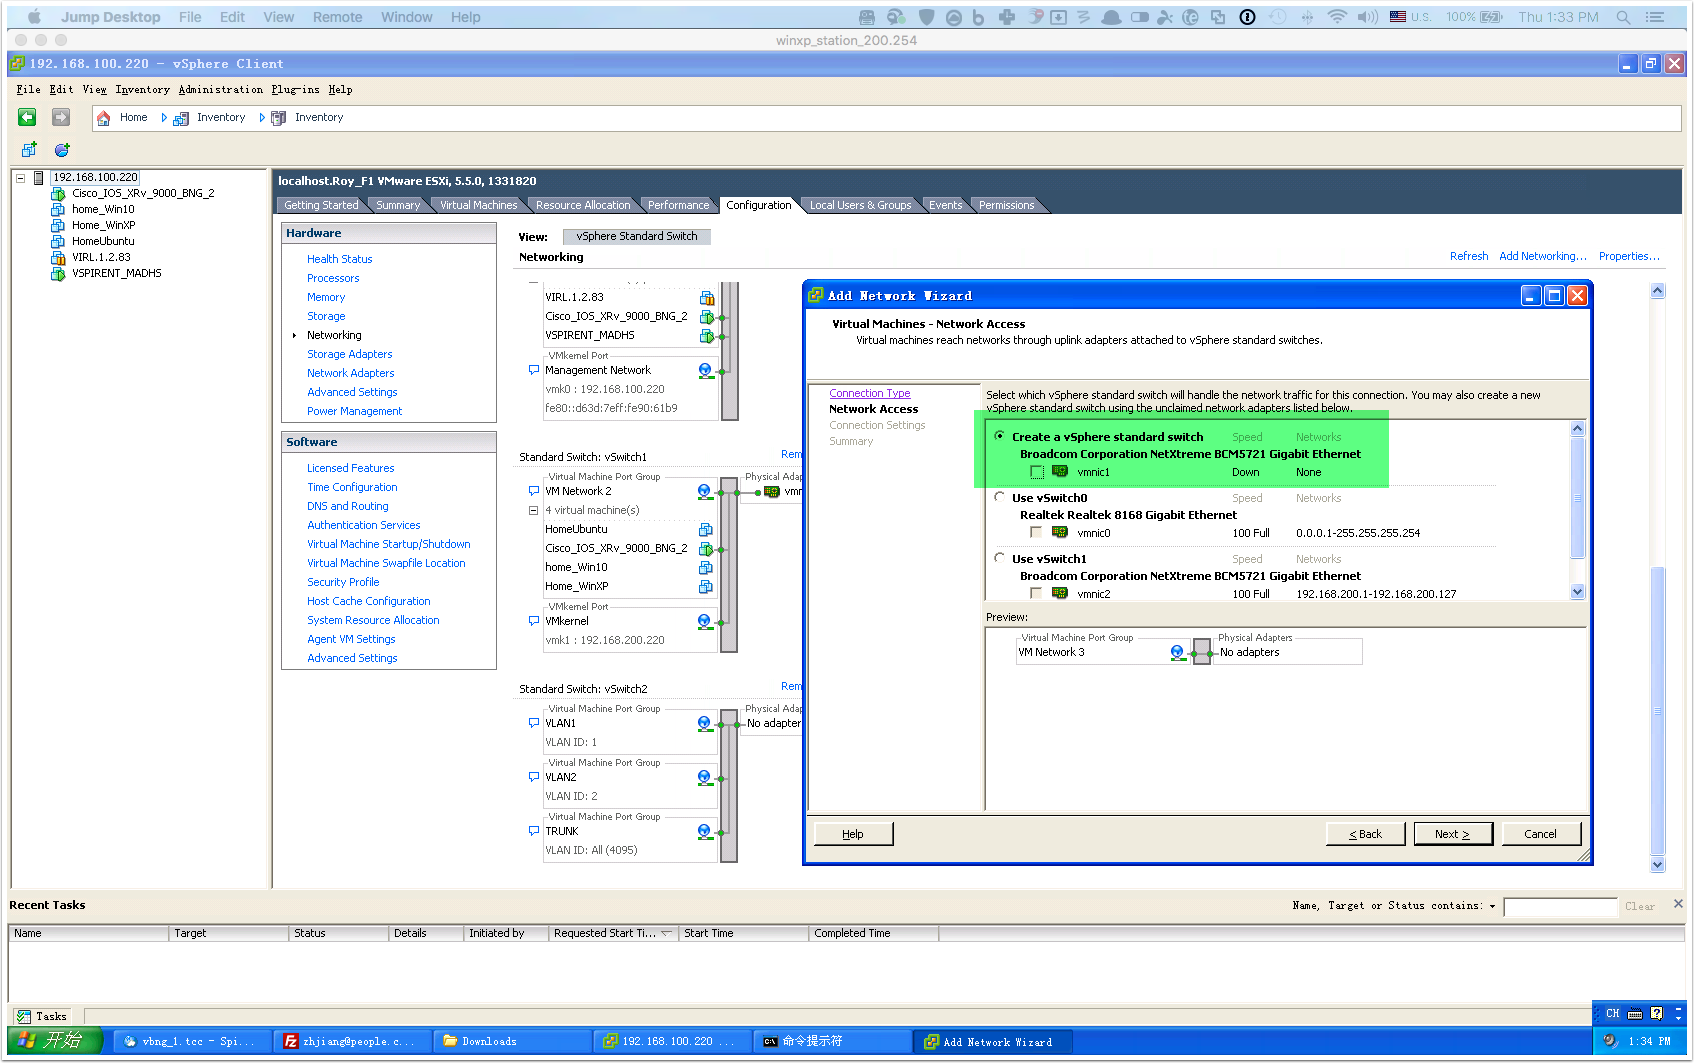 Jump Desktop File Edit View Remote Window Help U.S. 100% Thu 1:33 PM
winxp_station_200.254
192.168.100.220 - vSphere Client
File Edit View Inventory Administration Plug-ins Help
Home Inventory Inventory
192.168.100.220
Cisco_IOS_XRv_9000_BNG_2
home_Win10
Home_WinXP
HomeUbuntu
VIRL.1.2.83
VSPIRENT_MADHS
localhost.Roy_F1 VMware ESXi, 5.5.0, 1331820
Getting Started Summary Virtual Machines Resource Allocation Performance Configuration Local Users & Groups Events Permissions
Hardware
Health Status
Processors
Memory
Storage
Networking
Storage Adapters
Network Adapters
Advanced Settings
Power Management
Software
Licensed Features
Time Configuration
DNS and Routing
Authentication Services
Virtual Machine Startup/Shutdown
Virtual Machine Swapfile Location
Security Profile
Host Cache Configuration
System Resource Allocation
Agent VM Settings
Advanced Settings
View: vSphere Standard Switch
Networking
Refresh Add Networking... Properties...
VIRL.1.2.83
Cisco_IOS_XRv_9000_BNG_2
VSPIRENT_MADHS
VMkernel Port
Management Network
vmk0 : 192.168.100.220
fe80::d63d:7eff:fe90:61b9
Standard Switch: vSwitch1 Rem
Virtual Machine Port Group Physical Adap
VM Network 2 vmr
4 virtual machine(s)
HomeUbuntu
Cisco_IOS_XRv_9000_BNG_2
home_Win10
Home_WinXP
VMkernel Port
VMkernel
vmk1 : 192.168.200.220
Standard Switch: vSwitch2 Rem
Virtual Machine Port Group Physical Adap
VLAN1 No adapter
VLAN ID: 1
Virtual Machine Port Group
VLAN2
VLAN ID: 2
Virtual Machine Port Group
TRUNK
VLAN ID: All (4095)
Add Network Wizard
Virtual Machines - Network Access
Virtual machines reach networks through uplink adapters attached to vSphere standard switches.
Connection Type
Network Access
Connection Settings
Summary
Select which vSphere standard switch will handle the network traffic for this connection. You may also create a new
vSphere standard switch using the unclaimed network adapters listed below.
Create a vSphere standard switch Speed Networks
Broadcom Corporation NetXtreme BCM5721 Gigabit Ethernet
vmnic1 Down None
Use vSwitch0 Speed Networks
Realtek Realtek 8168 Gigabit Ethernet
vmnic0 100 Full 0.0.0.1-255.255.255.254
Use vSwitch1 Speed Networks
Broadcom Corporation NetXtreme BCM5721 Gigabit Ethernet
vmnic2 100 Full 192.168.200.1-192.168.200.127
Preview:
Virtual Machine Port Group Physical Adapters
VM Network 3 No adapters
Help < Back Next > Cancel
Recent Tasks Name, Target or Status contains: Clear
Name Target Status Details Initiated by Requested Start Ti... Start Time Completed Time
Tasks CH
开始 vbng_1.tcc - Spi... zhjiang@people.c... Downloads 192.168.100.220 ... 命令提示符 Add Network Wizard 1:34 PM